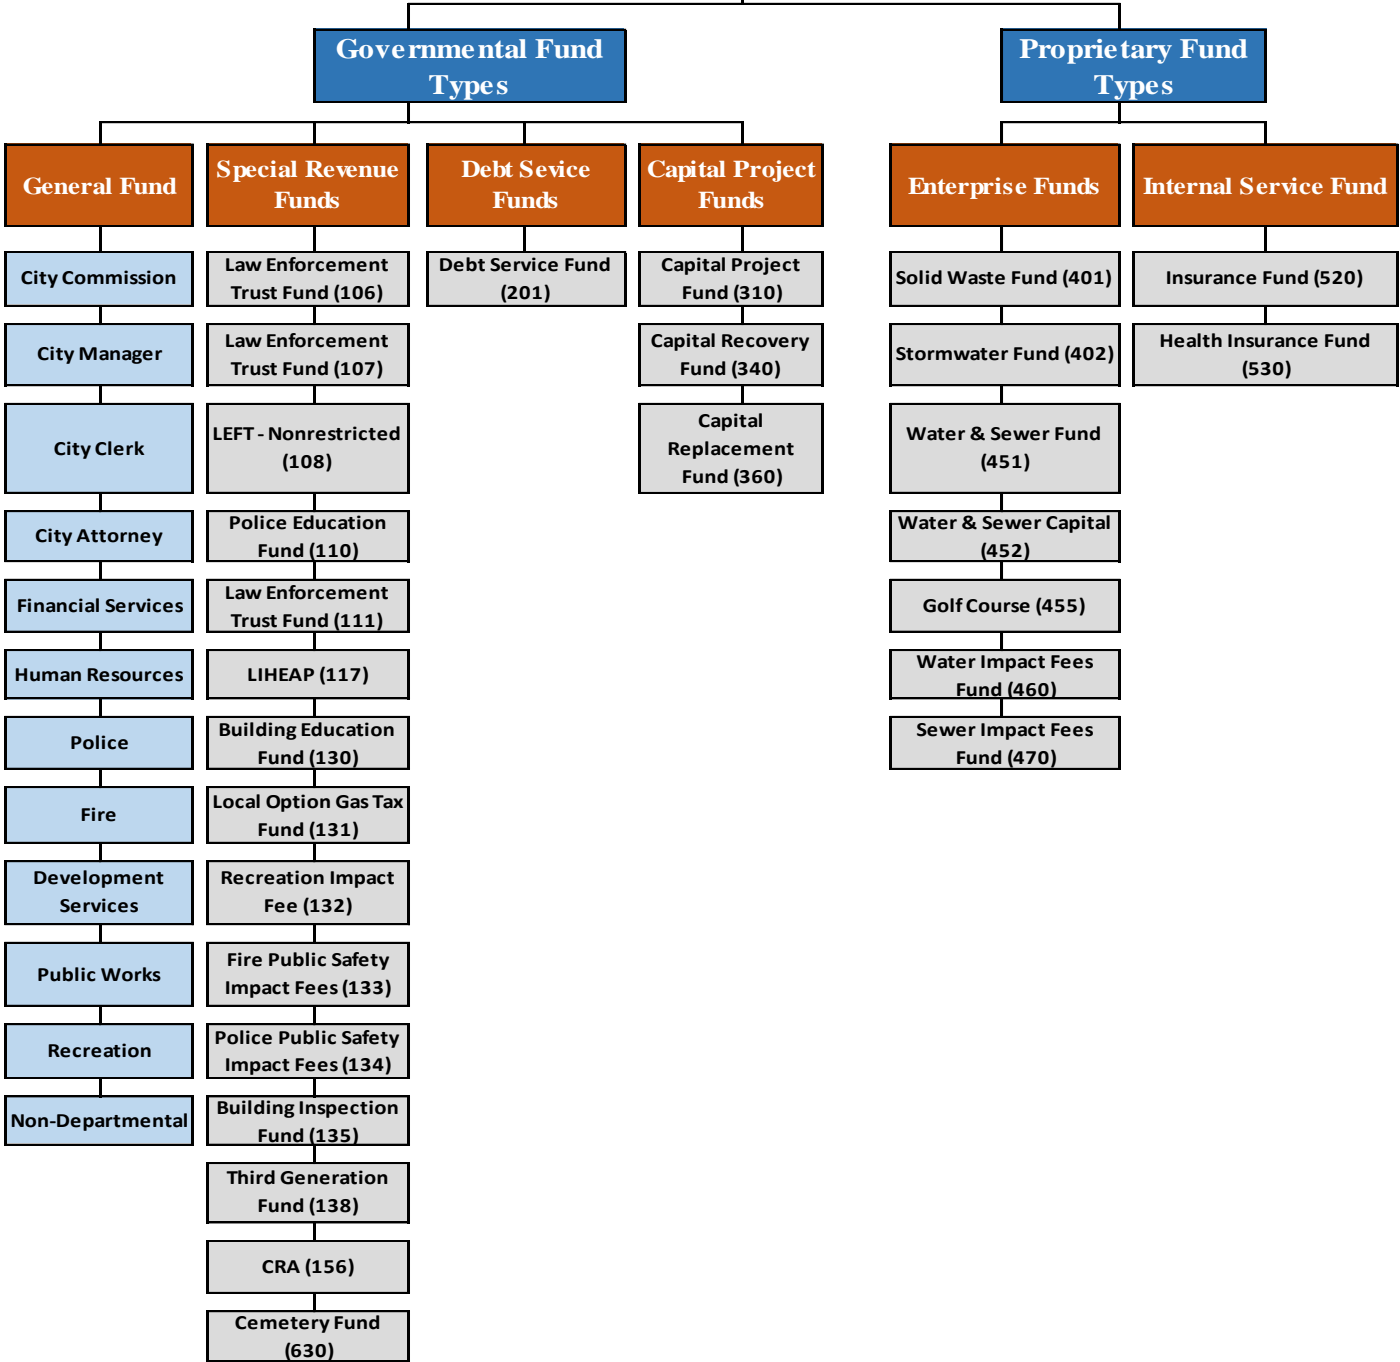 Governmental Fund
Types
Proprietary Fund
Types
General Fund
Special Revenue
Funds
Debt Sevice
Funds
Capital Project
Funds
Enterprise Funds
Internal Service Fund
City Commission
City Manager
City Clerk
City Attorney
Financial Services
Human Resources
Police
Fire
Development
Services
Public Works
Recreation
Non-Departmental
Law Enforcement
Trust Fund (106)
Law Enforcement
Trust Fund (107)
LEFT - Nonrestricted
(108)
Police Education
Fund (110)
Law Enforcement
Trust Fund (111)
LIHEAP (117)
Building Education
Fund (130)
Local Option Gas Tax
Fund (131)
Recreation Impact
Fee (132)
Fire Public Safety
Impact Fees (133)
Police Public Safety
Impact Fees (134)
Building Inspection
Fund (135)
Third Generation
Fund (138)
CRA (156)
Cemetery Fund
(630)
Debt Service Fund
(201)
Capital Project
Fund (310)
Capital Recovery
Fund (340)
Capital
Replacement
Fund (360)
Solid Waste Fund (401)
Stormwater Fund (402)
Water & Sewer Fund
(451)
Water & Sewer Capital
(452)
Golf Course (455)
Water Impact Fees
Fund (460)
Sewer Impact Fees
Fund (470)
Insurance Fund (520)
Health Insurance Fund
(530)